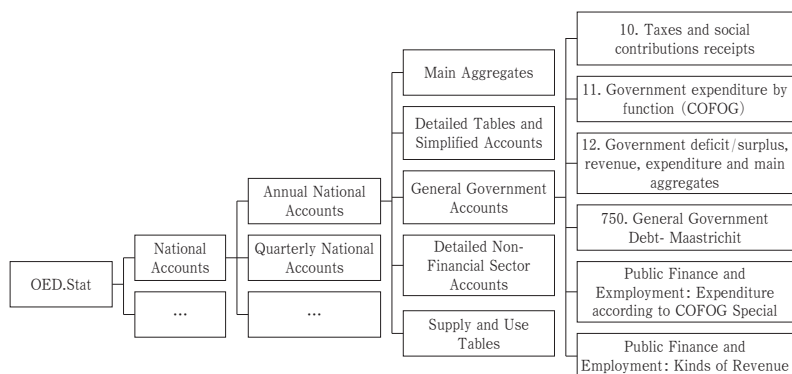 OED.Stat
National
Accounts
...
Annual National
Accounts
Quarterly National
Accounts
...
Main Aggregates
Detailed Tables and
Simplified Accounts
General Government
Accounts
Detailed Non-
Financial Sector
Accounts
Supply and Use
Tables
10. Taxes and social
contributions receipts
11. Government expenditure by
function (COFOG)
12. Government deficit/surplus,
revenue, expenditure and main
aggregates
750. General Government
Debt- Maastrichit
Public Finance and
Exmployment: Expenditure
according to COFOG Special
Public Finance and
Employment: Kinds of Revenue